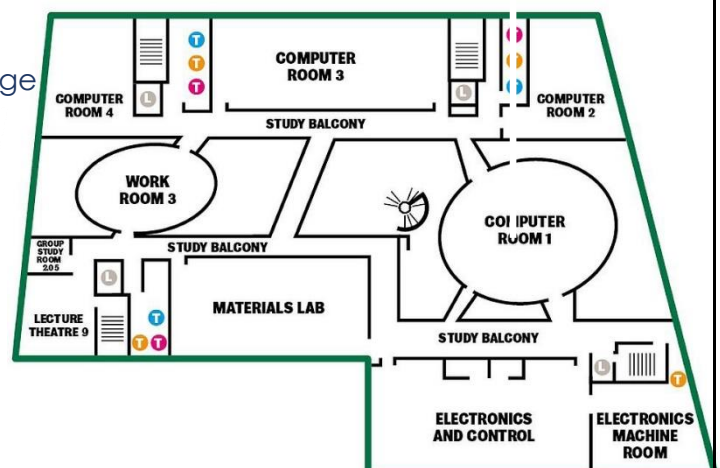 ge
T
T
T
T
T
T
COMPUTER
ROOM 3
L
L
COMPUTER
ROOM 4
COMPUTER
ROOM 2
STUDY BALCONY
WORK
ROOM 3
COMPUTER
ROOM 1
GROUP
STUDY
ROOM
205
STUDY BALCONY
L
LECTURE
THEATRE 9
T
T
T
MATERIALS LAB
STUDY BALCONY
L
T
ELECTRONICS
AND CONTROL
ELECTRONICS
MACHINE
ROOM